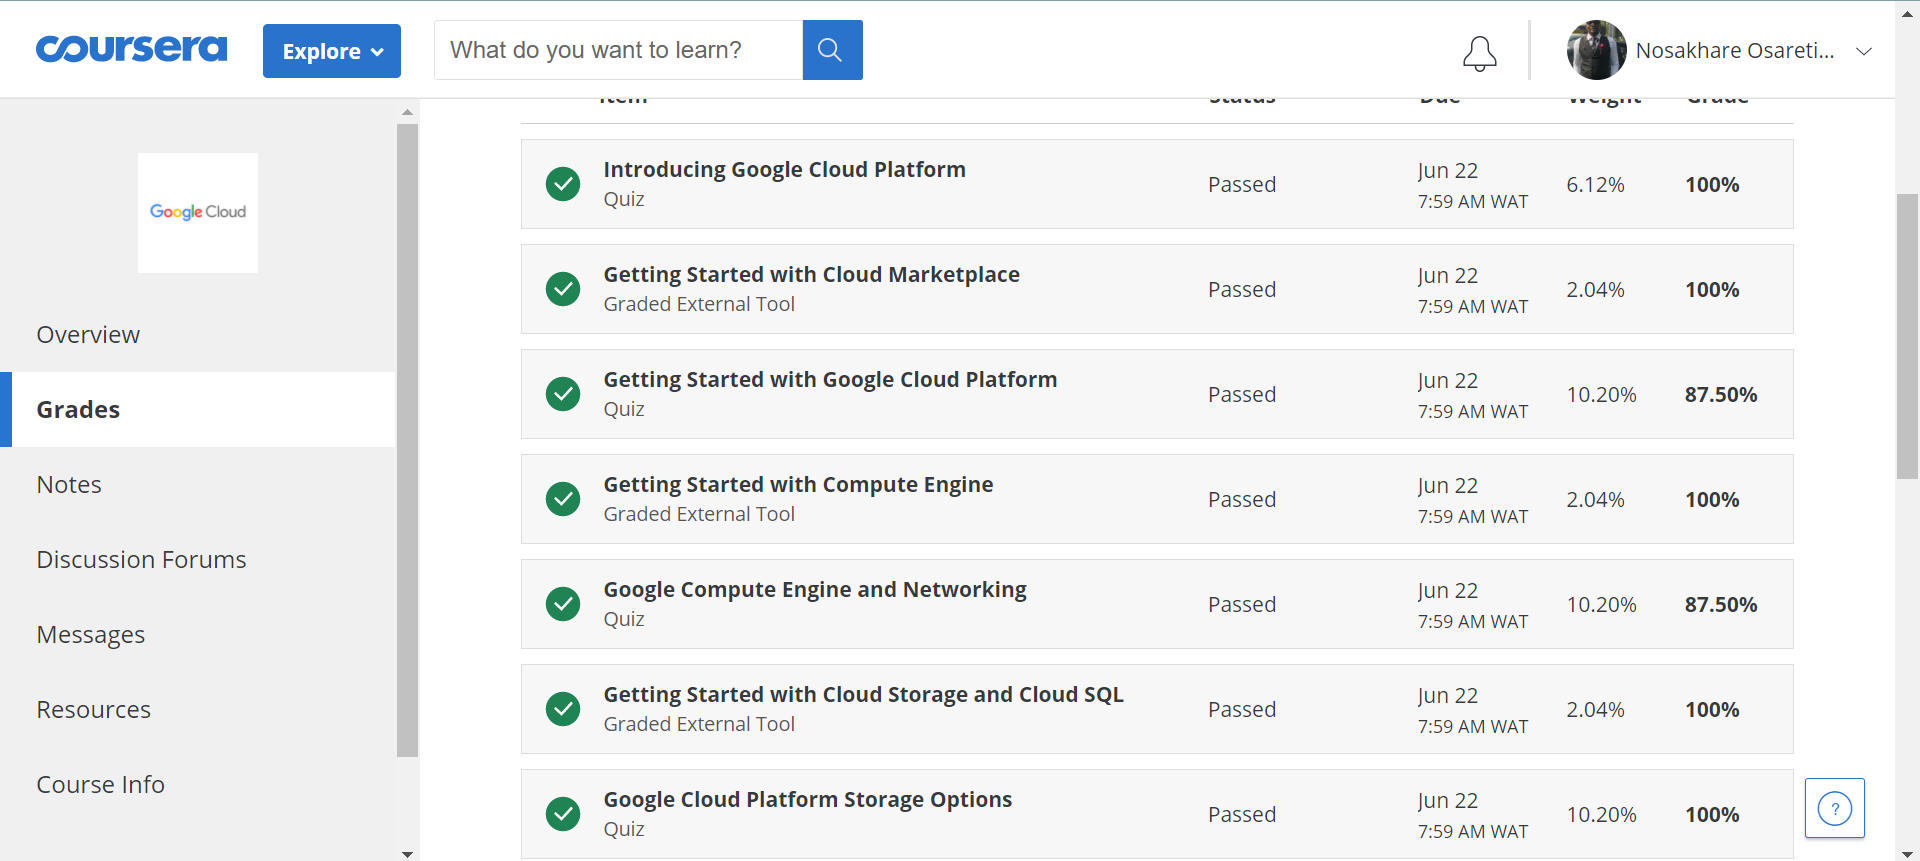 coursera
Explore
What do you want to learn?
Nosakhare Osareti...
Google Cloud
Overview
Grades
Notes
Discussion Forums
Messages
Resources
Course Info
Item Status Due Weight Grade
Introducing Google Cloud Platform
Quiz
Passed
Jun 22
7:59 AM WAT
6.12%
100%
Getting Started with Cloud Marketplace
Graded External Tool
Passed
Jun 22
7:59 AM WAT
2.04%
100%
Getting Started with Google Cloud Platform
Quiz
Passed
Jun 22
7:59 AM WAT
10.20%
87.50%
Getting Started with Compute Engine
Graded External Tool
Passed
Jun 22
7:59 AM WAT
2.04%
100%
Google Compute Engine and Networking
Quiz
Passed
Jun 22
7:59 AM WAT
10.20%
87.50%
Getting Started with Cloud Storage and Cloud SQL
Graded External Tool
Passed
Jun 22
7:59 AM WAT
2.04%
100%
Google Cloud Platform Storage Options
Quiz
Passed
Jun 22
7:59 AM WAT
10.20%
100%
?